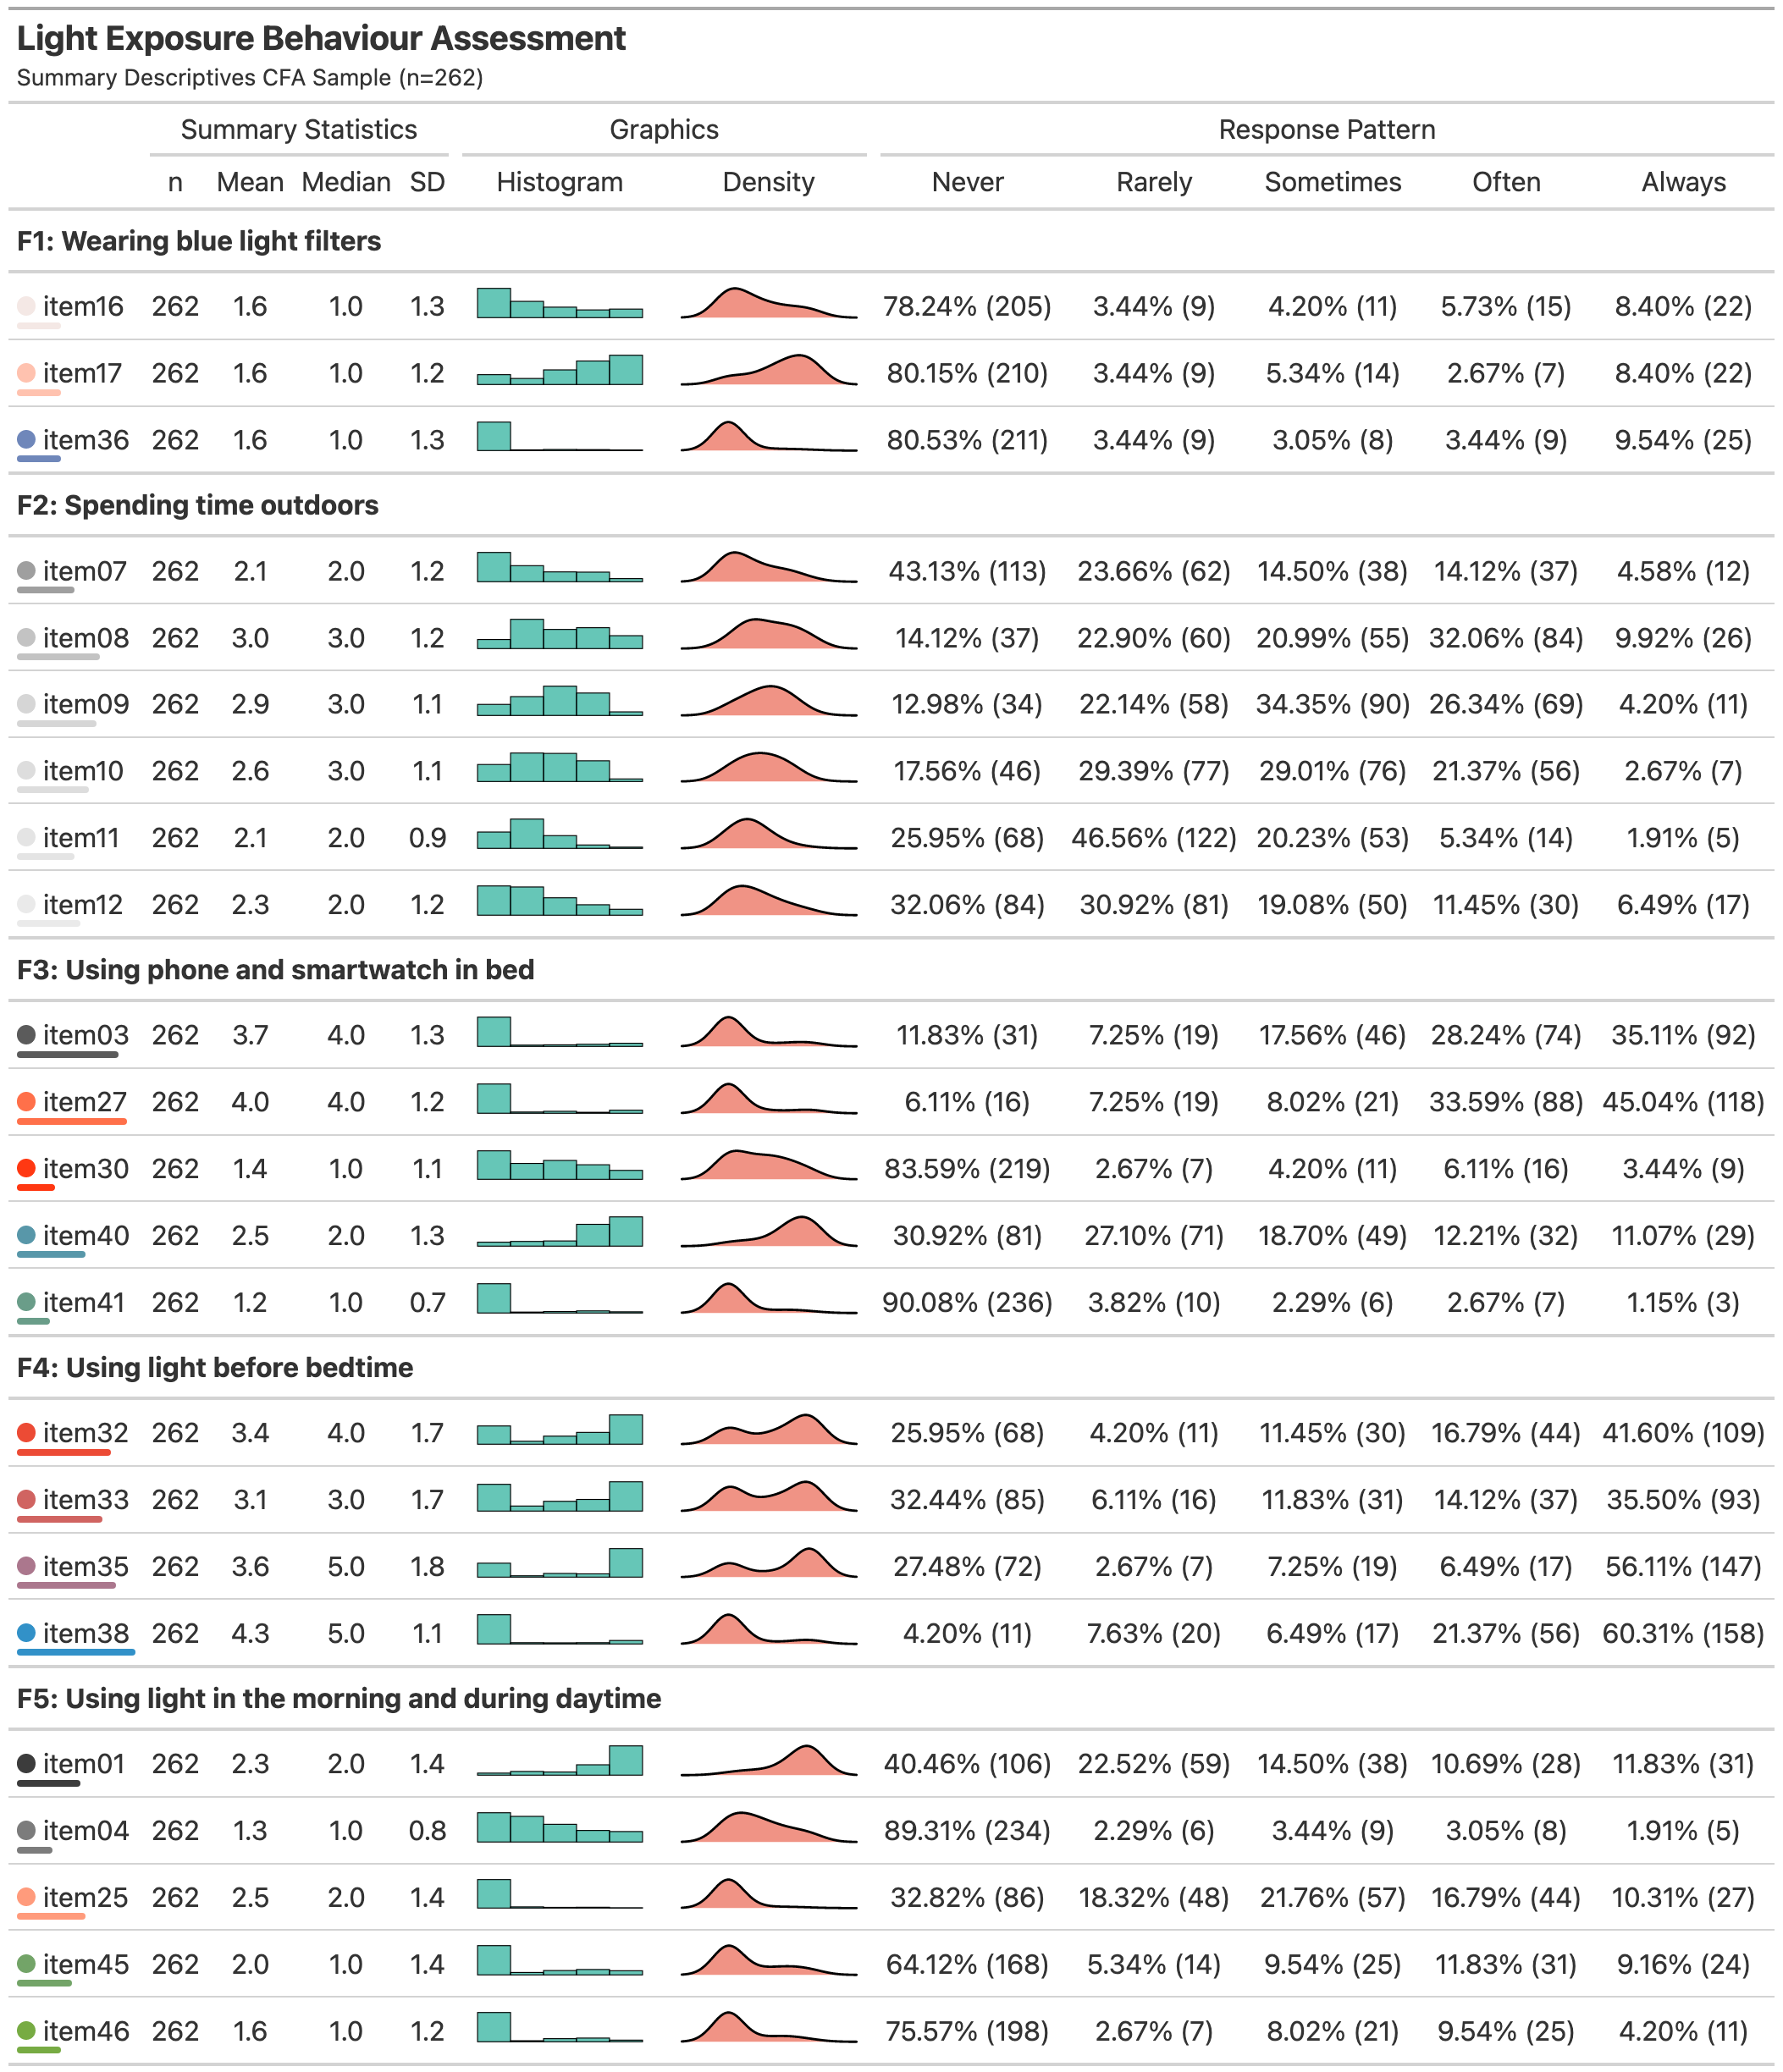 Light Exposure Behaviour Assessment
Summary Descriptives CFA Sample (n=262)
Summary Statistics Graphics Response Pattern
n Mean Median SD Histogram Density Never Rarely Sometimes Often Always
F1: Wearing blue light filters
item16 262 1.6 1.0 1.3 78.24% (205) 3.44% (9) 4.20% (11) 5.73% (15) 8.40% (22)
item17 262 1.6 1.0 1.2 80.15% (210) 3.44% (9) 5.34% (14) 2.67% (7) 8.40% (22)
item36 262 1.6 1.0 1.3 80.53% (211) 3.44% (9) 3.05% (8) 3.44% (9) 9.54% (25)
F2: Spending time outdoors
item07 262 2.1 2.0 1.2 43.13% (113) 23.66% (62) 14.50% (38) 14.12% (37) 4.58% (12)
item08 262 3.0 3.0 1.2 14.12% (37) 22.90% (60) 20.99% (55) 32.06% (84) 9.92% (26)
item09 262 2.9 3.0 1.1 12.98% (34) 22.14% (58) 34.35% (90) 26.34% (69) 4.20% (11)
item10 262 2.6 3.0 1.1 17.56% (46) 29.39% (77) 29.01% (76) 21.37% (56) 2.67% (7)
item11 262 2.1 2.0 0.9 25.95% (68) 46.56% (122) 20.23% (53) 5.34% (14) 1.91% (5)
item12 262 2.3 2.0 1.2 32.06% (84) 30.92% (81) 19.08% (50) 11.45% (30) 6.49% (17)
F3: Using phone and smartwatch in bed
item03 262 3.7 4.0 1.3 11.83% (31) 7.25% (19) 17.56% (46) 28.24% (74) 35.11% (92)
item27 262 4.0 4.0 1.2 6.11% (16) 7.25% (19) 8.02% (21) 33.59% (88) 45.04% (118)
item30 262 1.4 1.0 1.1 83.59% (219) 2.67% (7) 4.20% (11) 6.11% (16) 3.44% (9)
item40 262 2.5 2.0 1.3 30.92% (81) 27.10% (71) 18.70% (49) 12.21% (32) 11.07% (29)
item41 262 1.2 1.0 0.7 90.08% (236) 3.82% (10) 2.29% (6) 2.67% (7) 1.15% (3)
F4: Using light before bedtime
item32 262 3.4 4.0 1.7 25.95% (68) 4.20% (11) 11.45% (30) 16.79% (44) 41.60% (109)
item33 262 3.1 3.0 1.7 32.44% (85) 6.11% (16) 11.83% (31) 14.12% (37) 35.50% (93)
item35 262 3.6 5.0 1.8 27.48% (72) 2.67% (7) 7.25% (19) 6.49% (17) 56.11% (147)
item38 262 4.3 5.0 1.1 4.20% (11) 7.63% (20) 6.49% (17) 21.37% (56) 60.31% (158)
F5: Using light in the morning and during daytime
item01 262 2.3 2.0 1.4 40.46% (106) 22.52% (59) 14.50% (38) 10.69% (28) 11.83% (31)
item04 262 1.3 1.0 0.8 89.31% (234) 2.29% (6) 3.44% (9) 3.05% (8) 1.91% (5)
item25 262 2.5 2.0 1.4 32.82% (86) 18.32% (48) 21.76% (57) 16.79% (44) 10.31% (27)
item45 262 2.0 1.0 1.4 64.12% (168) 5.34% (14) 9.54% (25) 11.83% (31) 9.16% (24)
item46 262 1.6 1.0 1.2 75.57% (198) 2.67% (7) 8.02% (21) 9.54% (25) 4.20% (11)